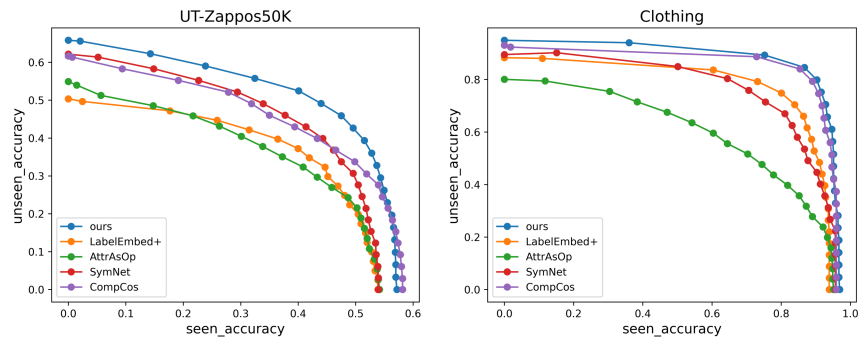 UT-Zappos50K
unseen_accuracy
0.6
0.5
0.4
0.3
0.2
0.1
0.0
ours
LabelEmbed+
AttrAsOp
SymNet
CompCos
0.0 0.1 0.2 0.3 0.4 0.5 0.6
seen_accuracy
Clothing
unseen_accuracy
0.8
0.6
0.4
0.2
0.0
ours
LabelEmbed+
AttrAsOp
SymNet
CompCos
0.0 0.2 0.4 0.6 0.8 1.0
seen_accuracy